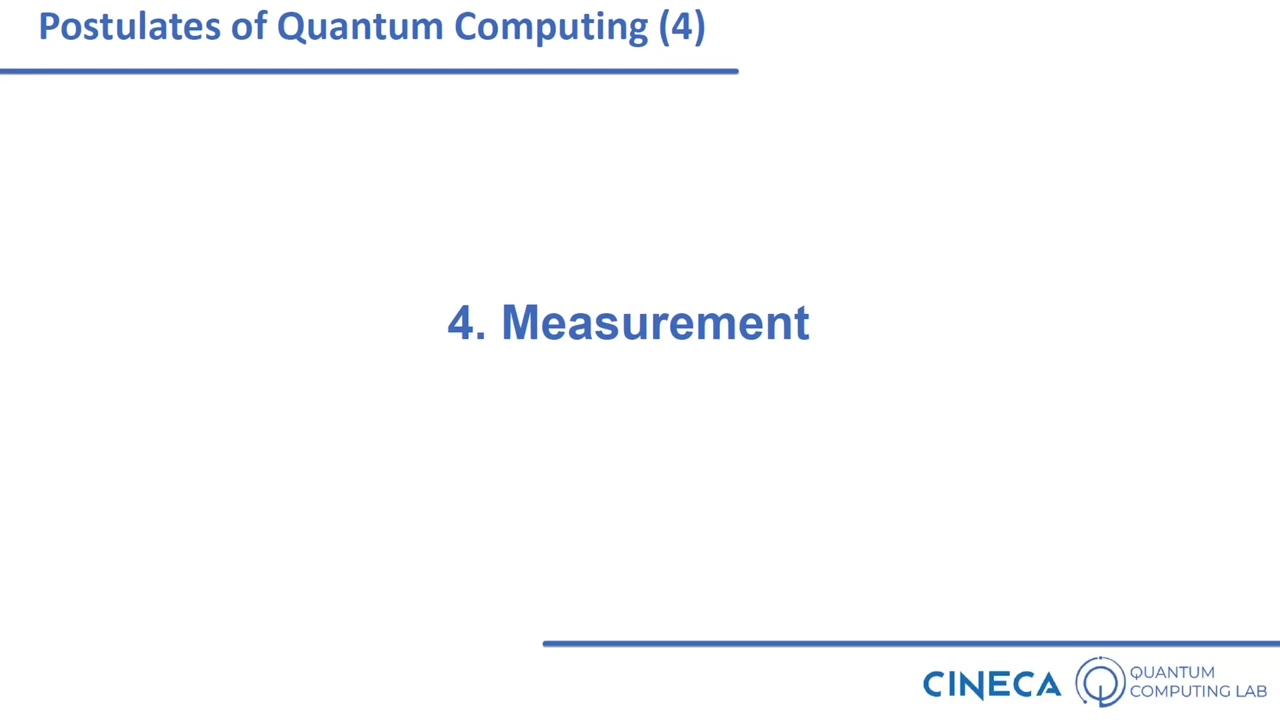 Postulates of Quantum Computing (4)
4. Measurement
CINECA
QUANTUM
COMPUTING LAB